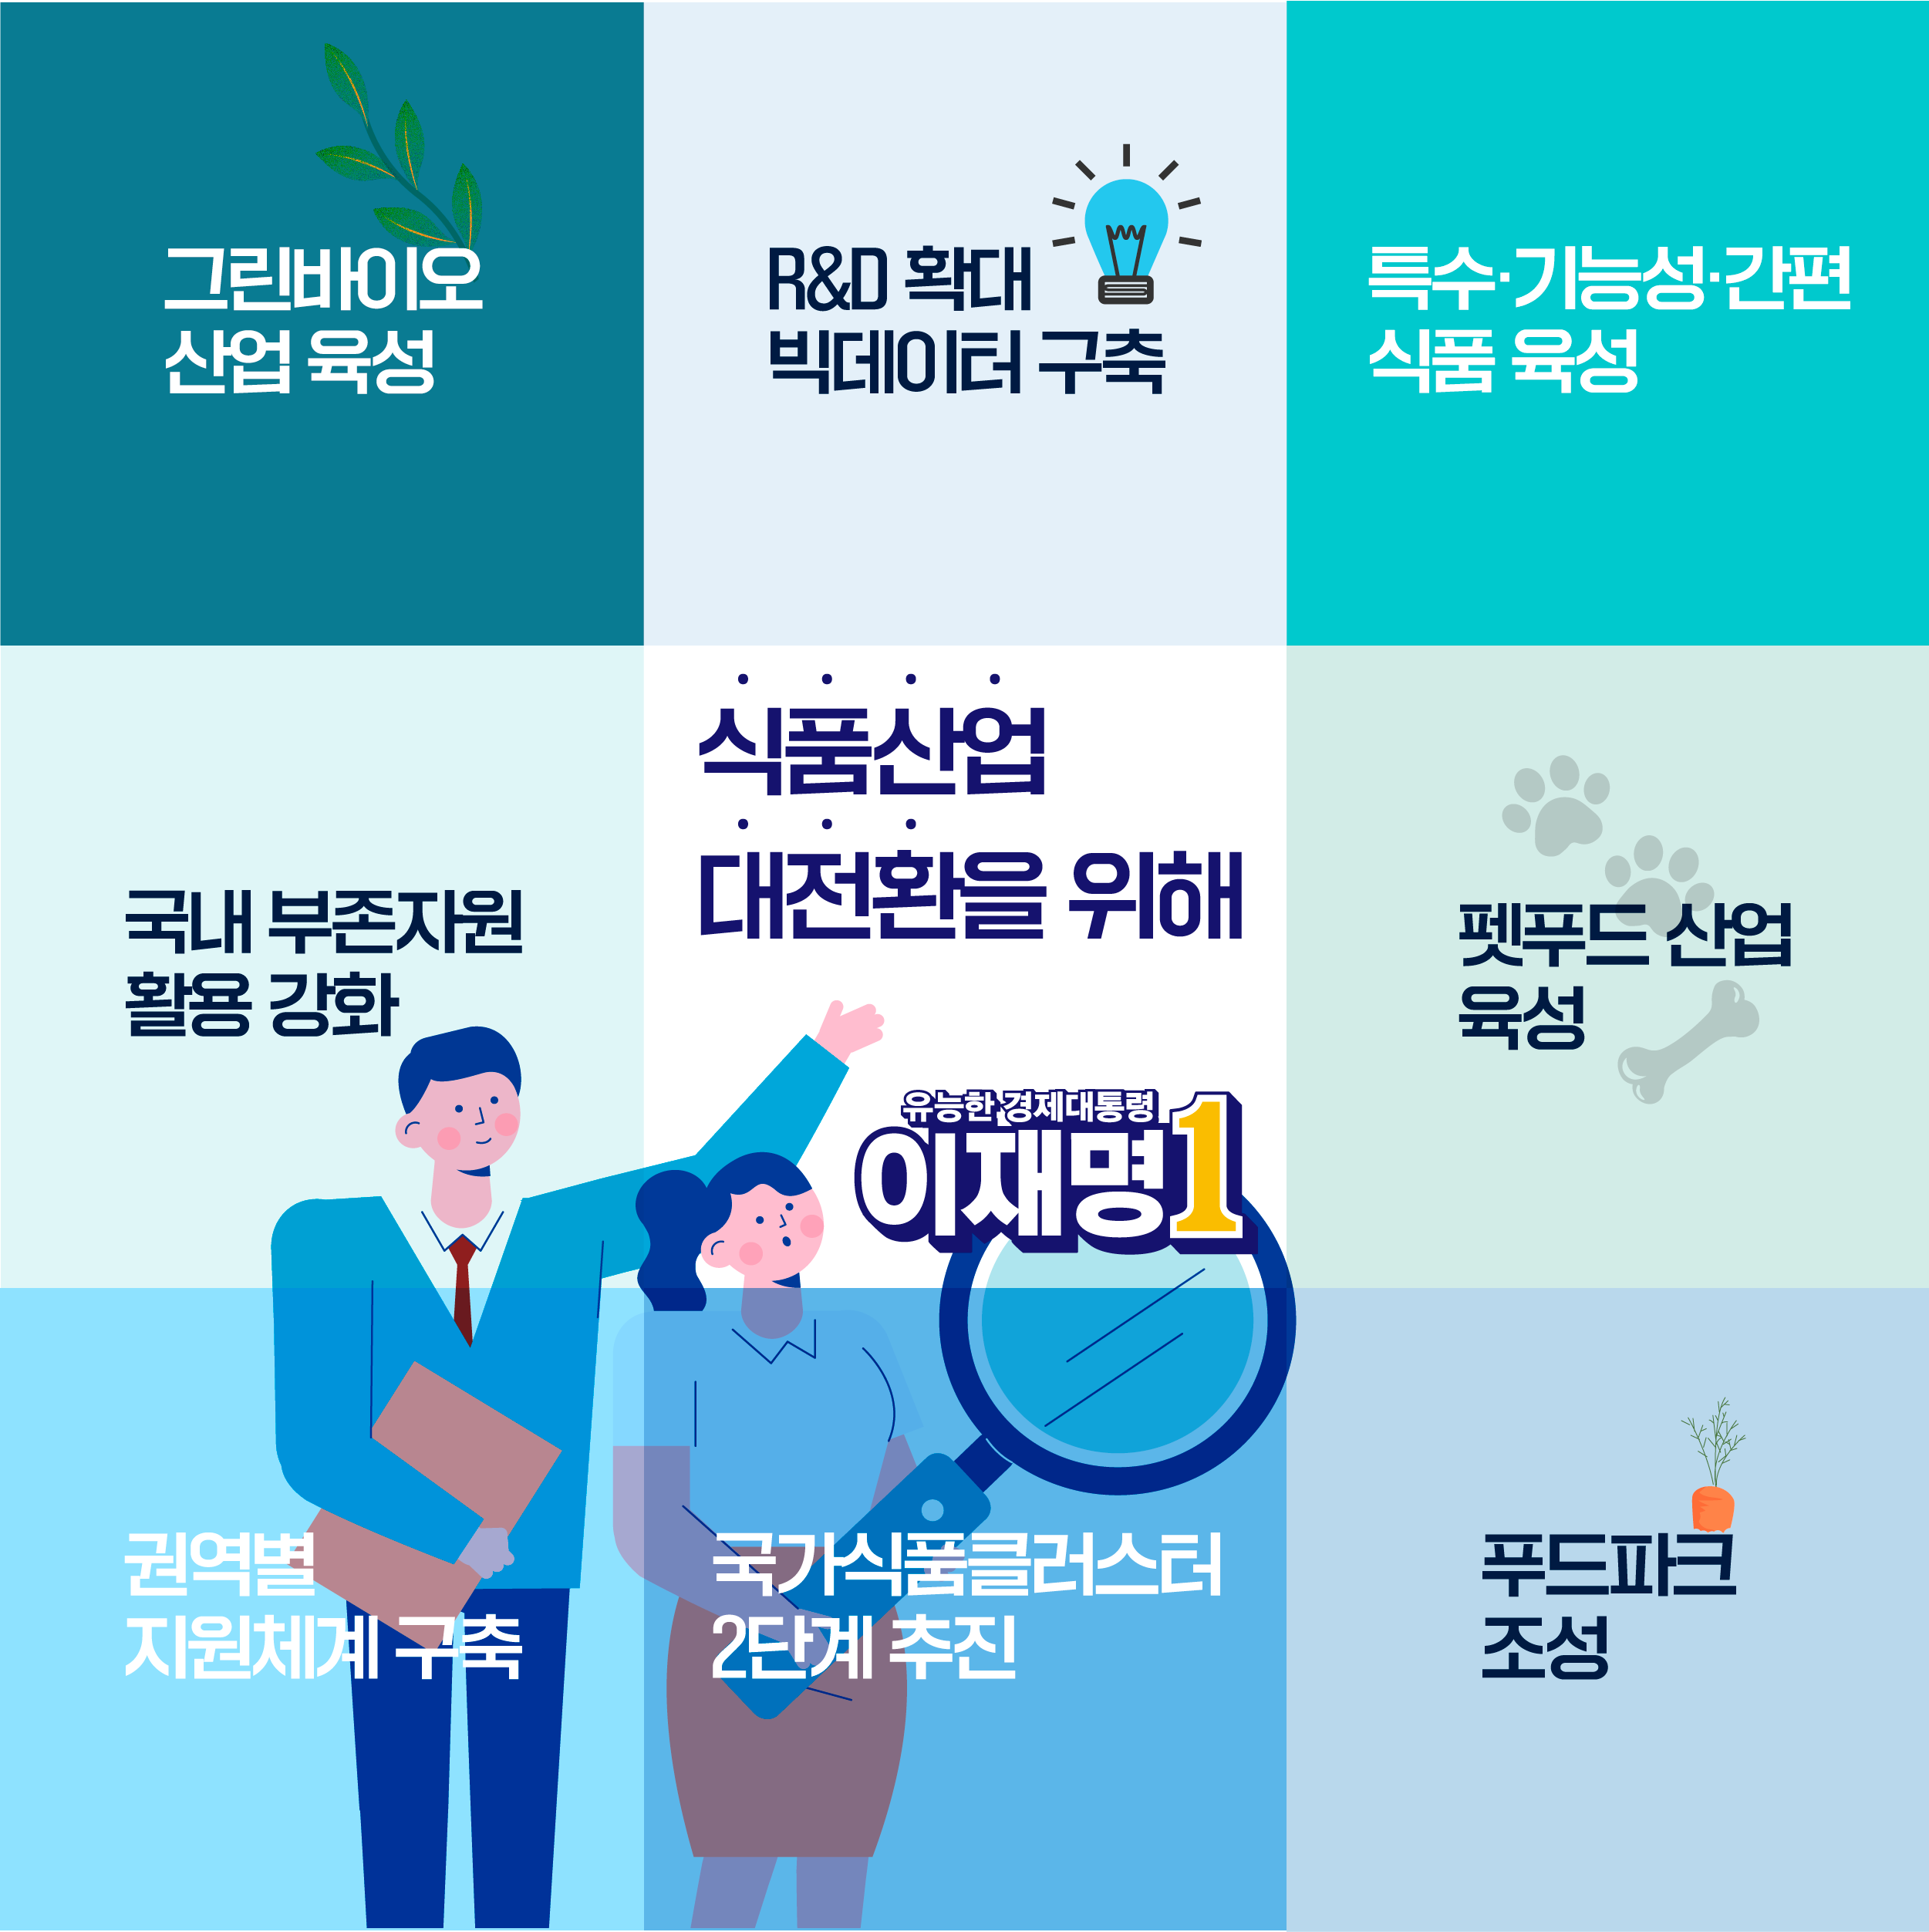 그린바이오
산업 육성
R&D 확대
빅데이터 구축
특수·기능성·간편
식품 육성
국내 부존자원
활용 강화
식품산업
대전환을 위해
유능한 경제대통령
이재명1
펫푸드 산업
육성
권역별
지원체계 구축
국가식품클러스터
2단계 추진
푸드파크
조성